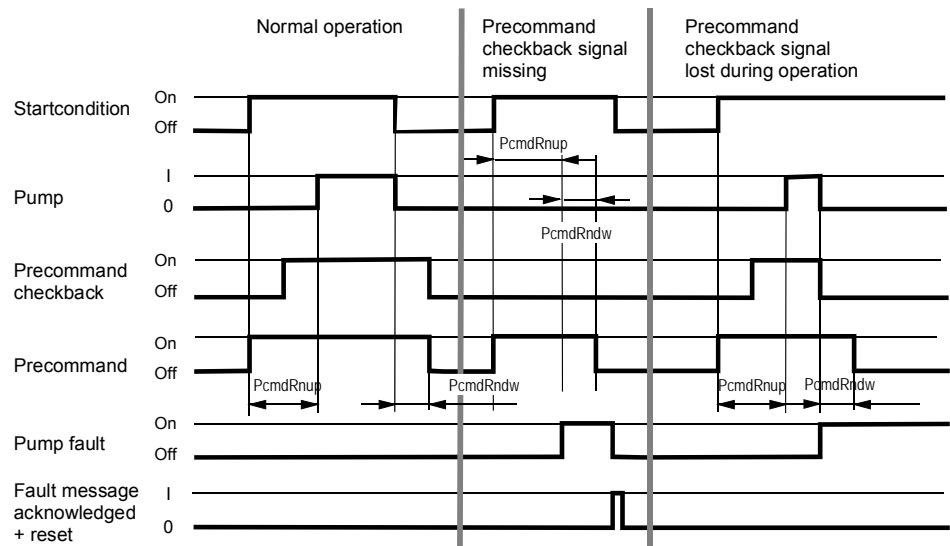 Normal operation
Precommand
checkback signal
missing
Precommand
checkback signal
lost during operation
Startcondition
On
Off
PcmdRnup
Pump
I
0
PcmdRndw
Precommand
checkback
On
Off
Precommand
On
Off
PcmdRnup
PcmdRndw
PcmdRnup
PcmdRndw
Pump fault
On
Off
Fault message
acknowledged
+ reset
I
0